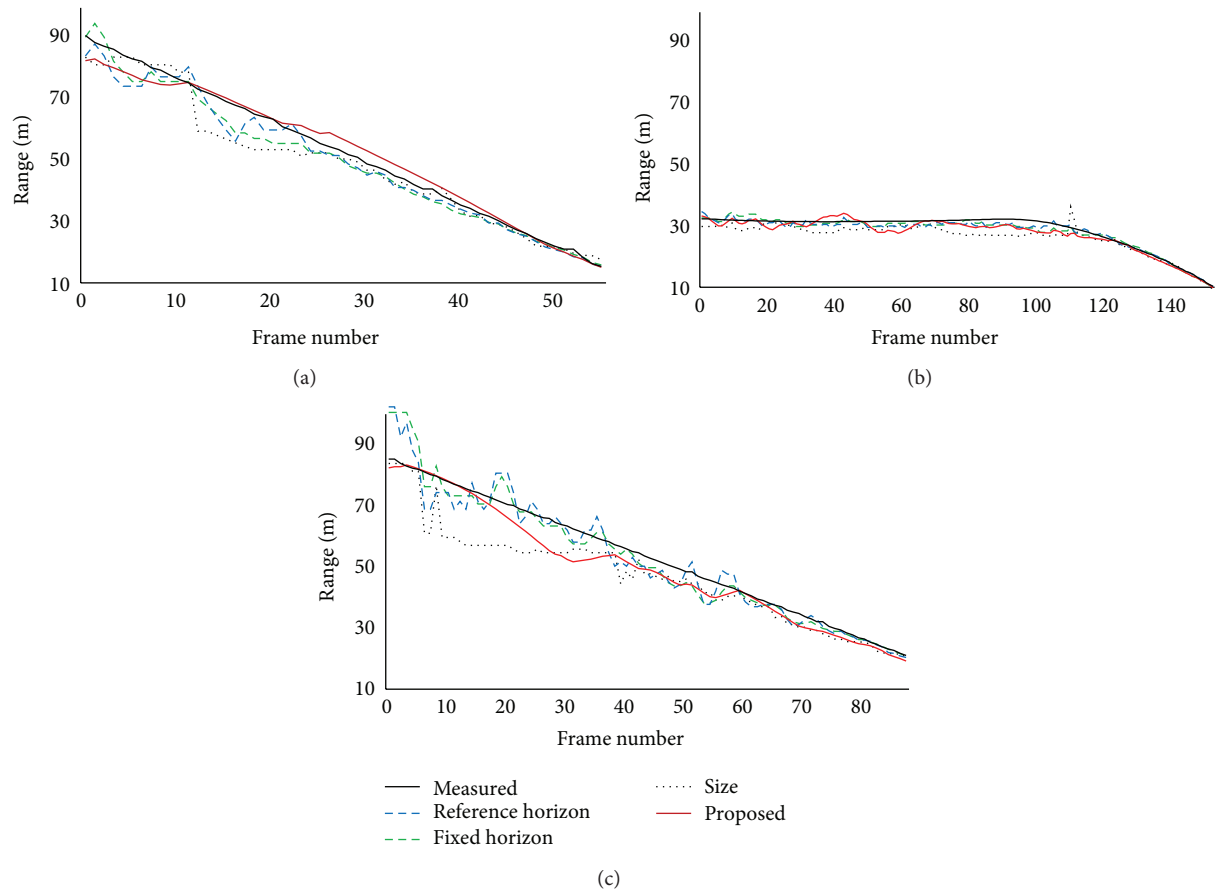 90
70
50
30
10
Range (m)
0 10 20 30 40 50
Frame number
(a)
90
70
50
30
10
Range (m)
0 20 40 60 80 100 120 140
Frame number
(b)
90
70
50
30
10
Range (m)
0 10 20 30 40 50 60 70 80
Frame number
Measured
Reference horizon
Fixed horizon
Size
Proposed
(c)